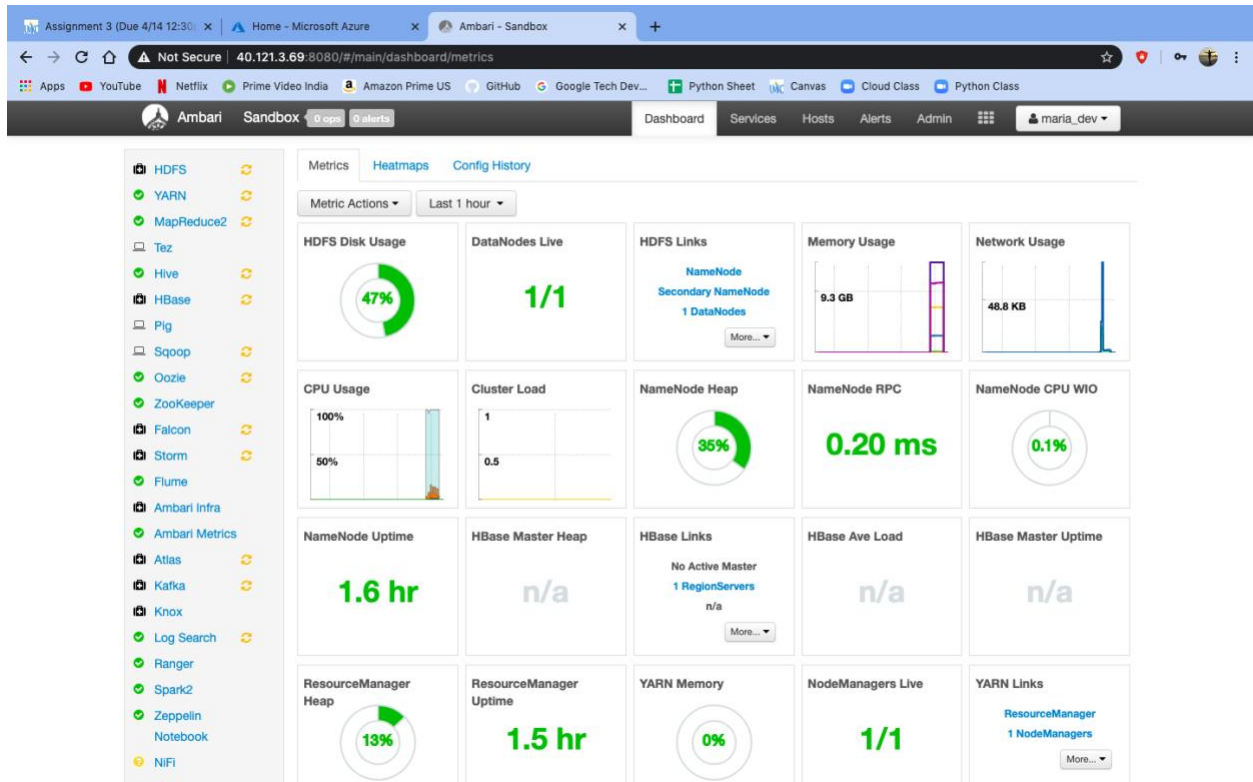 Assignment 3 (Due 4/14 12:30
Home - Microsoft Azure
Ambari - Sandbox
Not Secure
40.121.3.69:8080/#/main/dashboard/metrics
Apps
YouTube
Netflix
Prime Video India
Amazon Prime US
GitHub
Google Tech Dev...
Python Sheet
Canvas
Cloud Class
Python Class
Ambari
Sandbox
0 ops
0 alerts
Dashboard
Services
Hosts
Alerts
Admin
maria_dev
HDFS
YARN
MapReduce2
Tez
Hive
HBase
Pig
Sqoop
Oozie
ZooKeeper
Falcon
Storm
Flume
Ambari Infra
Ambari Metrics
Atlas
Kafka
Knox
Log Search
Ranger
Spark2
Zeppelin
Notebook
NiFi
Metrics
Heatmaps
Config History
Metric Actions
Last 1 hour
HDFS Disk Usage
47%
DataNodes Live
1/1
HDFS Links
NameNode
Secondary NameNode
1 DataNodes
More...
Memory Usage
9.3 GB
Network Usage
48.8 KB
CPU Usage
100%
50%
Cluster Load
1
0.5
NameNode Heap
35%
NameNode RPC
0.20 ms
NameNode CPU WIO
0.1%
NameNode Uptime
1.6 hr
HBase Master Heap
n/a
HBase Links
No Active Master
1 RegionServers
n/a
More...
HBase Ave Load
n/a
HBase Master Uptime
n/a
ResourceManager
Heap
13%
ResourceManager
Uptime
1.5 hr
YARN Memory
0%
NodeManagers Live
1/1
YARN Links
ResourceManager
1 NodeManagers
More...